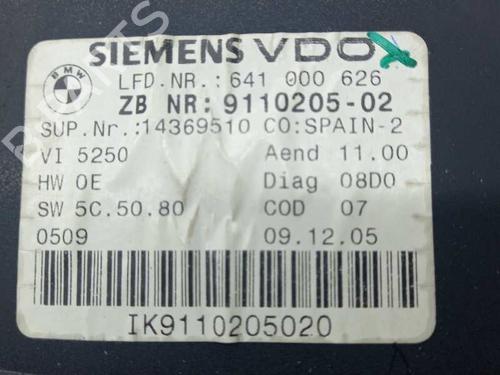 BMW
SIEMENS VDO
LFD.NR.:641 000 626
ZB NR: 9110205-02
SUP.Nr.:14369510 CO:SPAIN-2
VI 5250 Aend 11.00
HW 0E Diag 08D0
SW 5C.50.80 COD 07
0509 09.12.05
IK9110205020